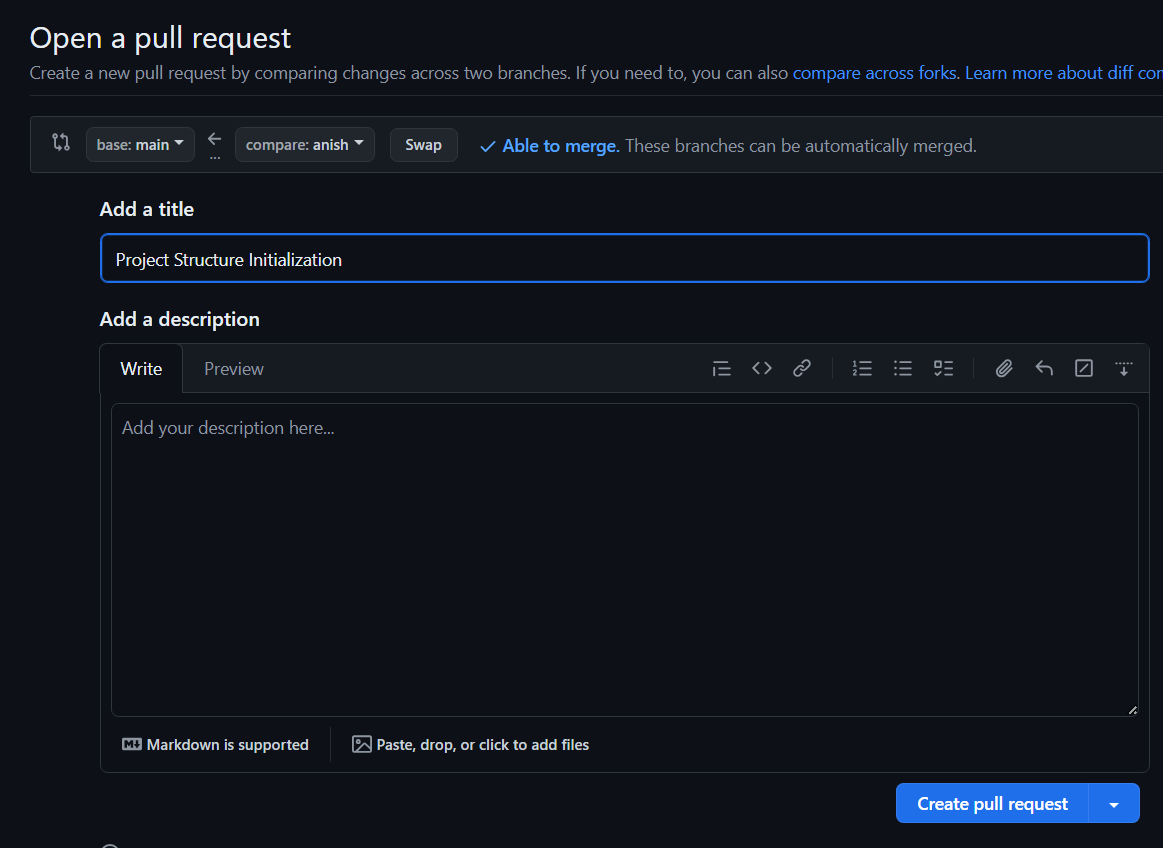 Open a pull request
Create a new pull request by comparing changes across two branches. If you need to, you can also compare across forks. Learn more about diff
base: main
...
compare: anish
Swap
Able to merge. These branches can be automatically merged.
Add a title
Project Structure Initialization
Add a description
Write
Preview
Add your description here...
Markdown is supported
Paste, drop, or click to add files
Create pull request